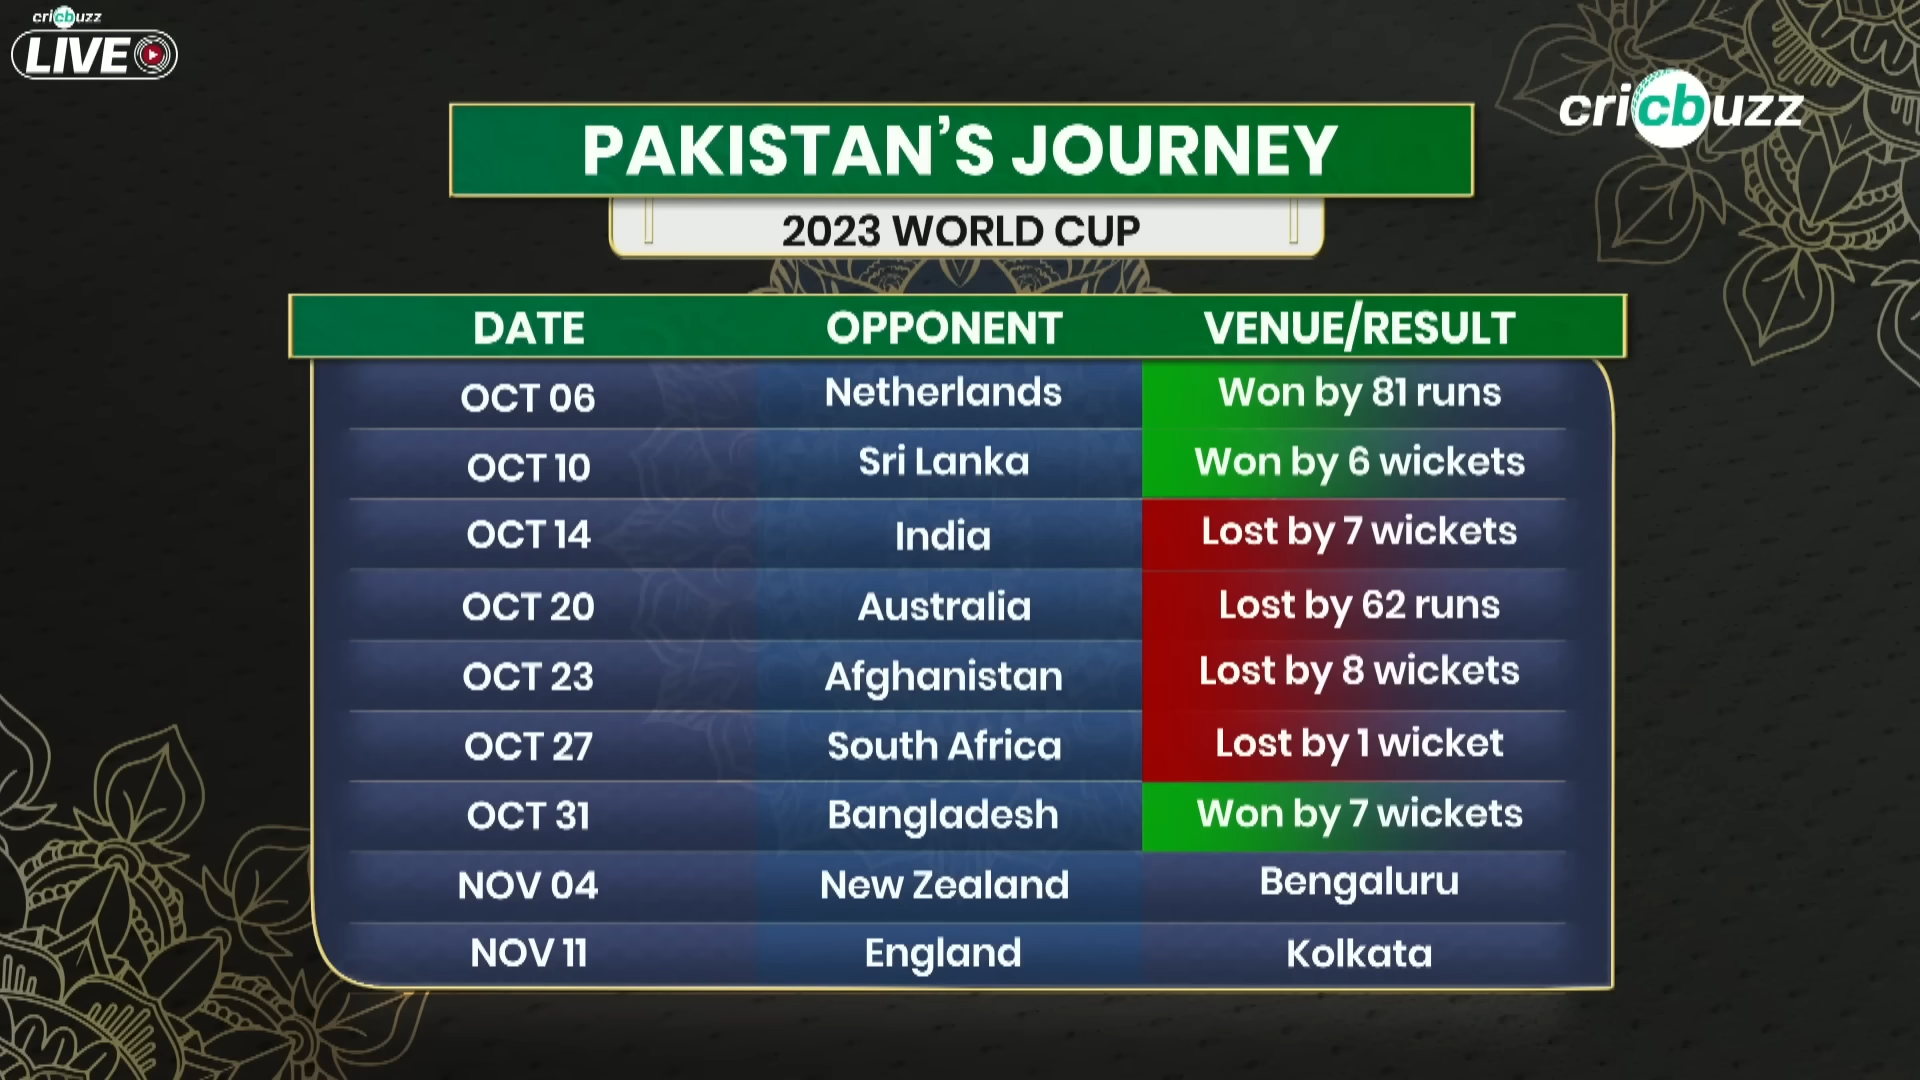 cricbuzz
LIVE
cricbuzz
PAKISTAN'S JOURNEY
2023 WORLD CUP
DATE OPPONENT VENUE/RESULT
OCT 06 Netherlands Won by 81 runs
OCT 10 Sri Lanka Won by 6 wickets
OCT 14 India Lost by 7 wickets
OCT 20 Australia Lost by 62 runs
OCT 23 Afghanistan Lost by 8 wickets
OCT 27 South Africa Lost by 1 wicket
OCT 31 Bangladesh Won by 7 wickets
NOV 04 New Zealand Bengaluru
NOV 11 England Kolkata